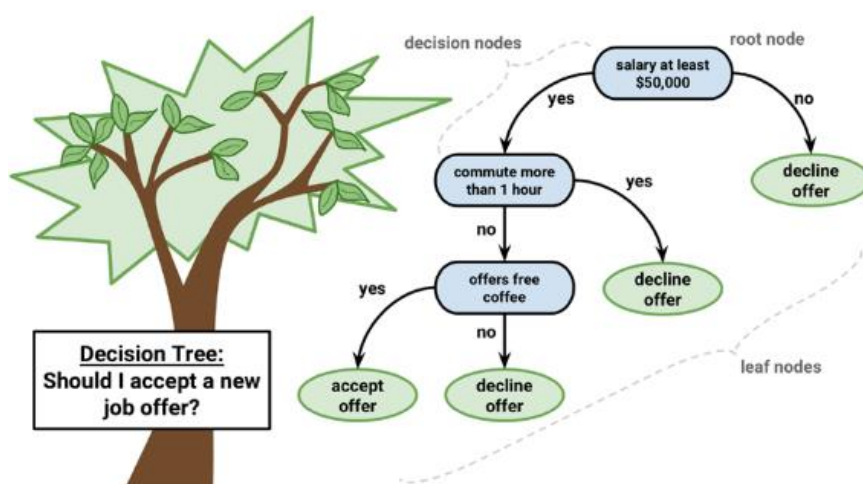 decision nodes
root node
salary at least
$50,000
yes
no
commute more
than 1 hour
yes
decline
offer
no
offers free
coffee
decline
offer
yes
no
Decision Tree:
Should I accept a new
job offer?
accept
offer
decline
offer
leaf nodes